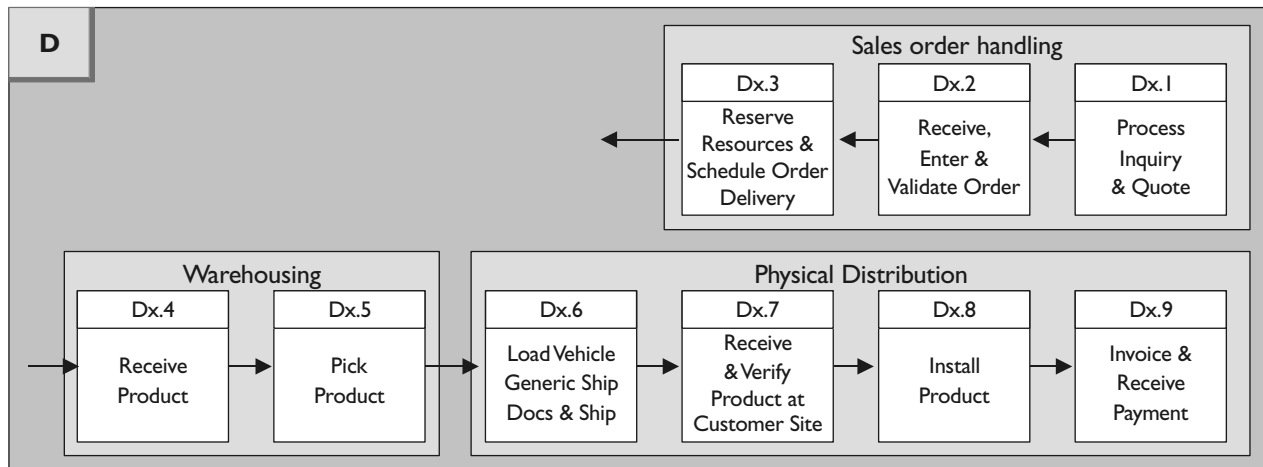 D
Sales order handling
Dx.3
Reserve
Resources &
Schedule Order
Delivery
Dx.2
Receive,
Enter &
Validate Order
Dx.1
Process
Inquiry
& Quote
Warehousing
Dx.4
Receive
Product
Dx.5
Pick
Product
Physical Distribution
Dx.6
Load Vehicle
Generic Ship
Docs & Ship
Dx.7
Receive
& Verify
Product at
Customer Site
Dx.8
Install
Product
Dx.9
Invoice &
Receive
Payment